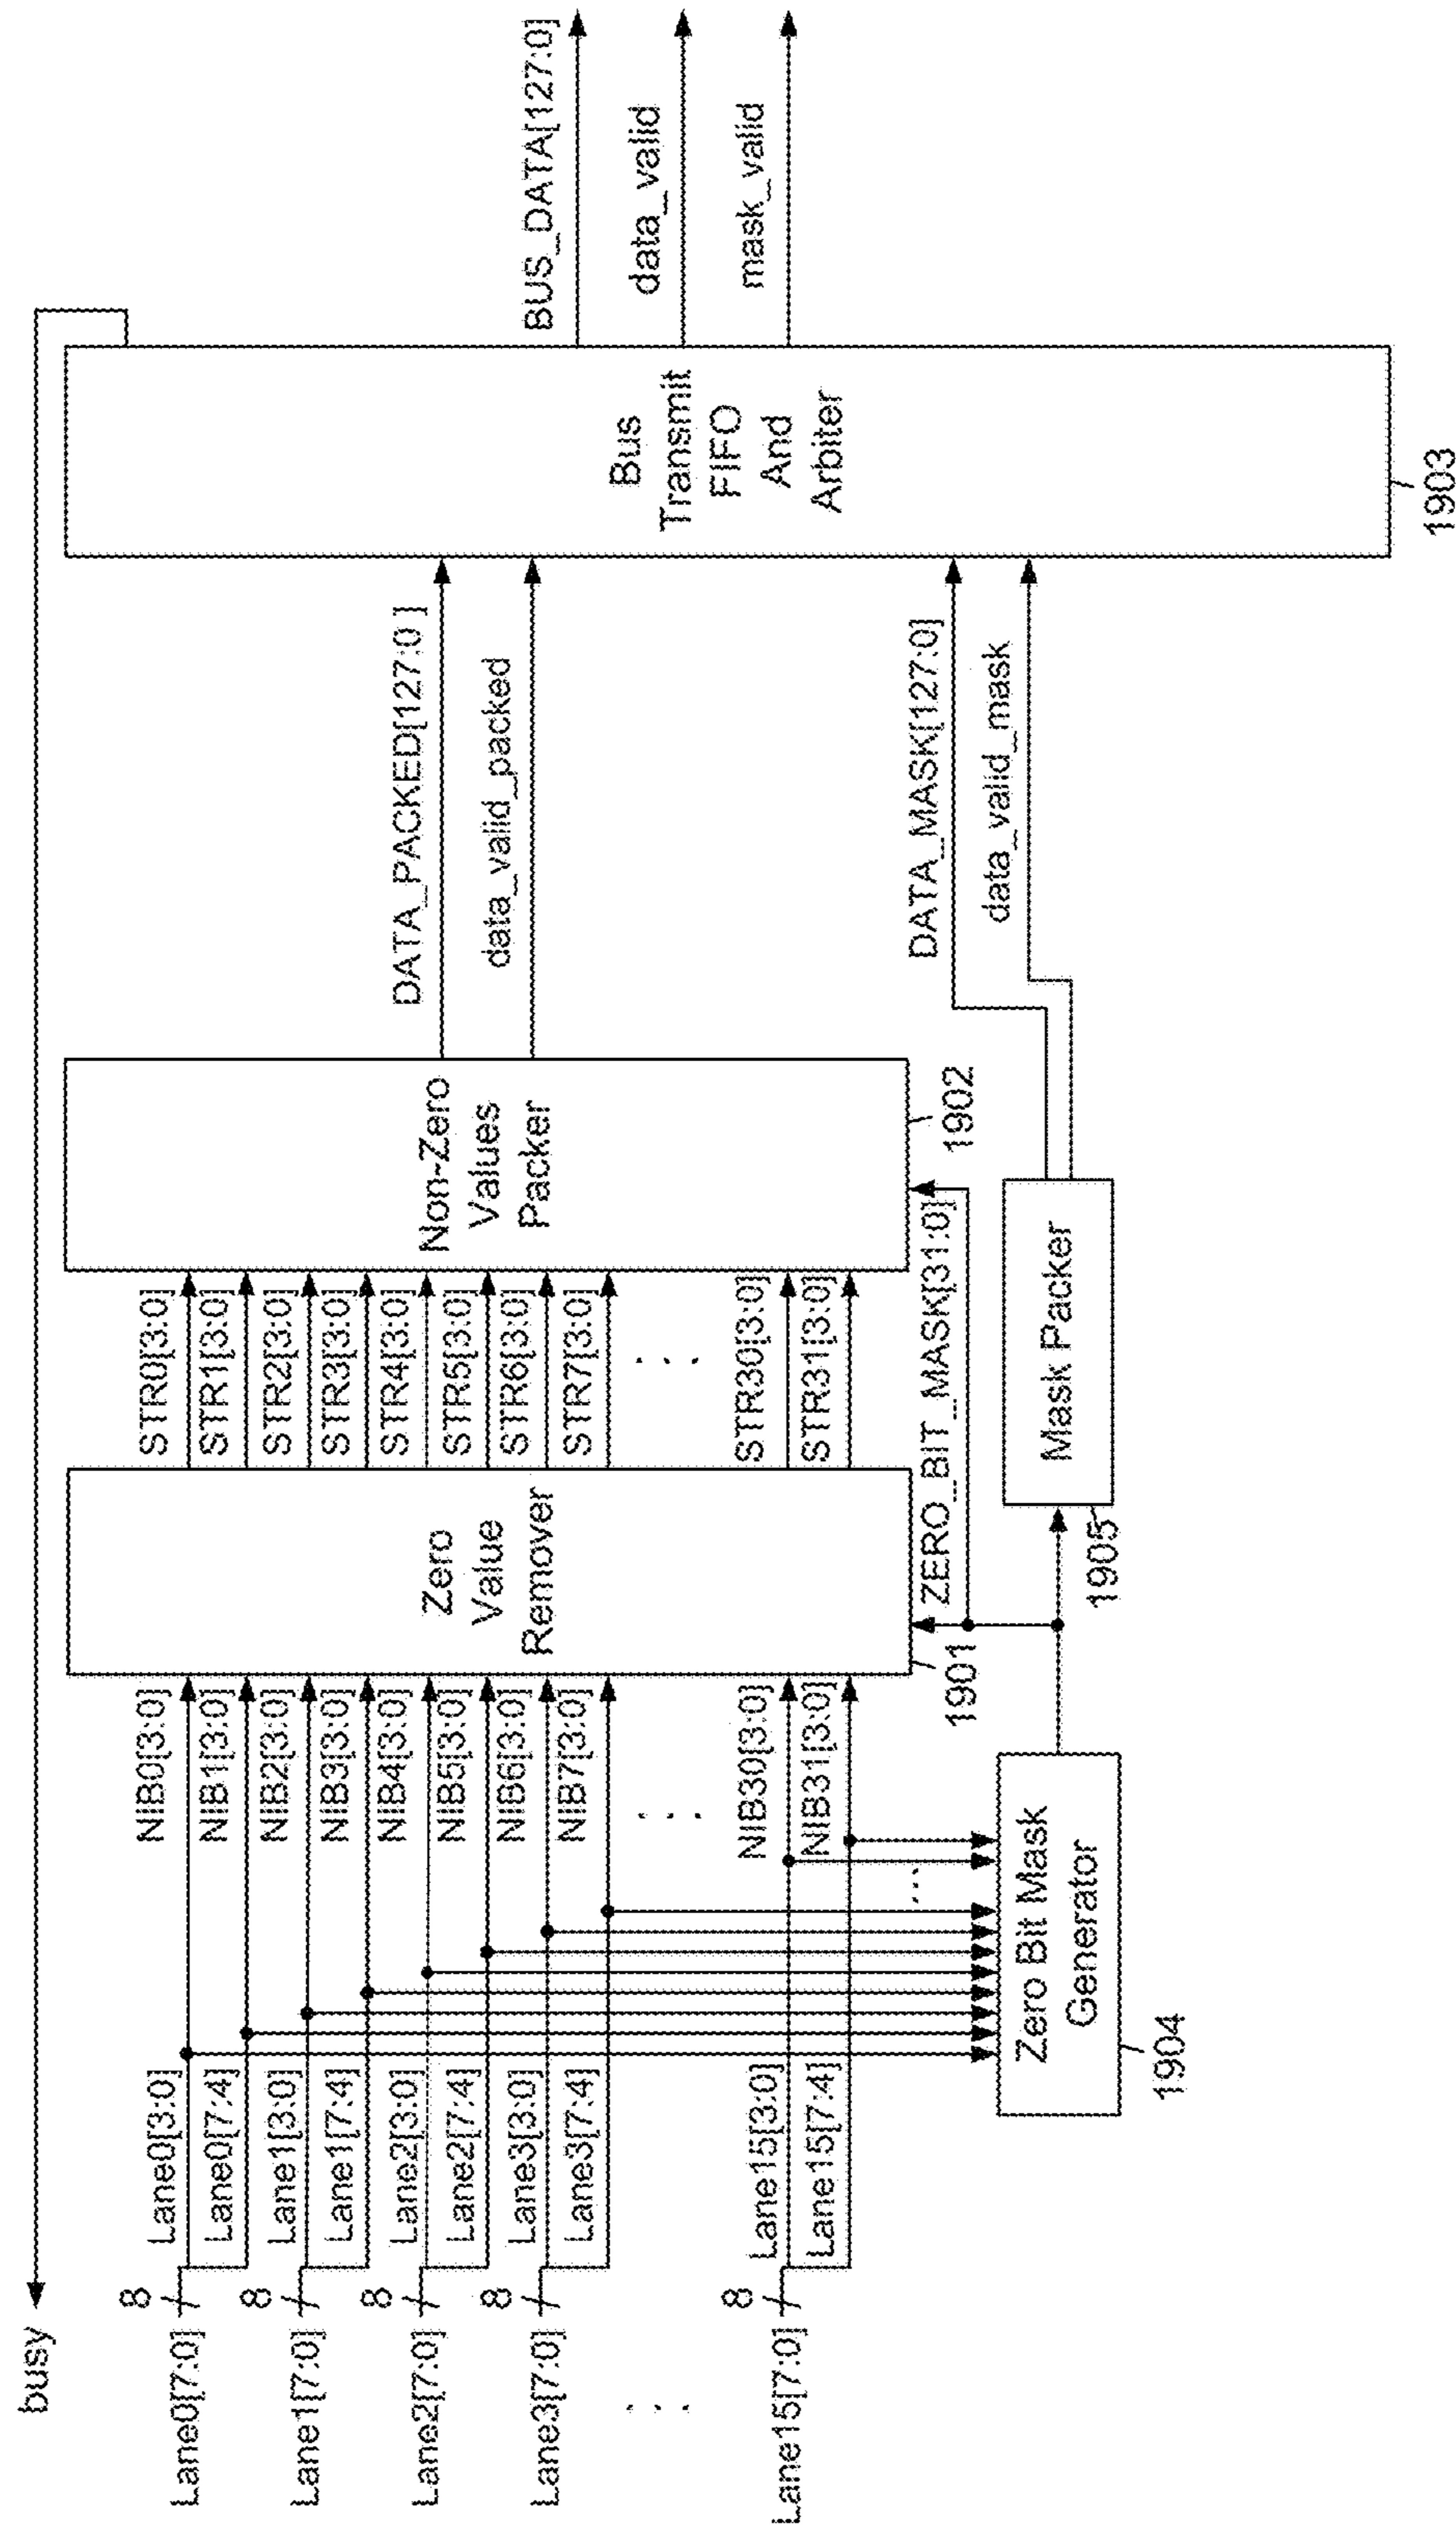 busy
Lane0[7:0]
8
Lane0[3:0]
Lane0[7:4]
Lane1[7:0]
8
Lane1[3:0]
Lane1[7:4]
Lane2[7:0]
8
Lane2[3:0]
Lane2[7:4]
Lane3[7:0]
8
Lane3[3:0]
Lane3[7:4]
. . .
Lane15[7:0]
8
Lane15[3:0]
Lane15[7:4]
NIB0[3:0]
NIB1[3:0]
NIB2[3:0]
NIB3[3:0]
NIB4[3:0]
NIB5[3:0]
NIB6[3:0]
NIB7[3:0]
. . .
NIB30[3:0]
NIB31[3:0]
. . .
Zero Bit Mask
Generator
1904
Zero
Value
Remover
1901
STR0[3:0]
STR1[3:0]
STR2[3:0]
STR3[3:0]
STR4[3:0]
STR5[3:0]
STR6[3:0]
STR7[3:0]
. . .
STR30[3:0]
STR31[3:0]
ZERO_BIT_MASK[31:0]
Mask Packer
1905
Non-Zero
Values
Packer
1902
DATA_PACKED[127:0 ]
data_valid_packed
DATA_MASK[127:0]
data_valid_mask
Bus
Transmit
FIFO
And
Arbiter
1903
BUS_DATA[127:0]
data_valid
mask_valid